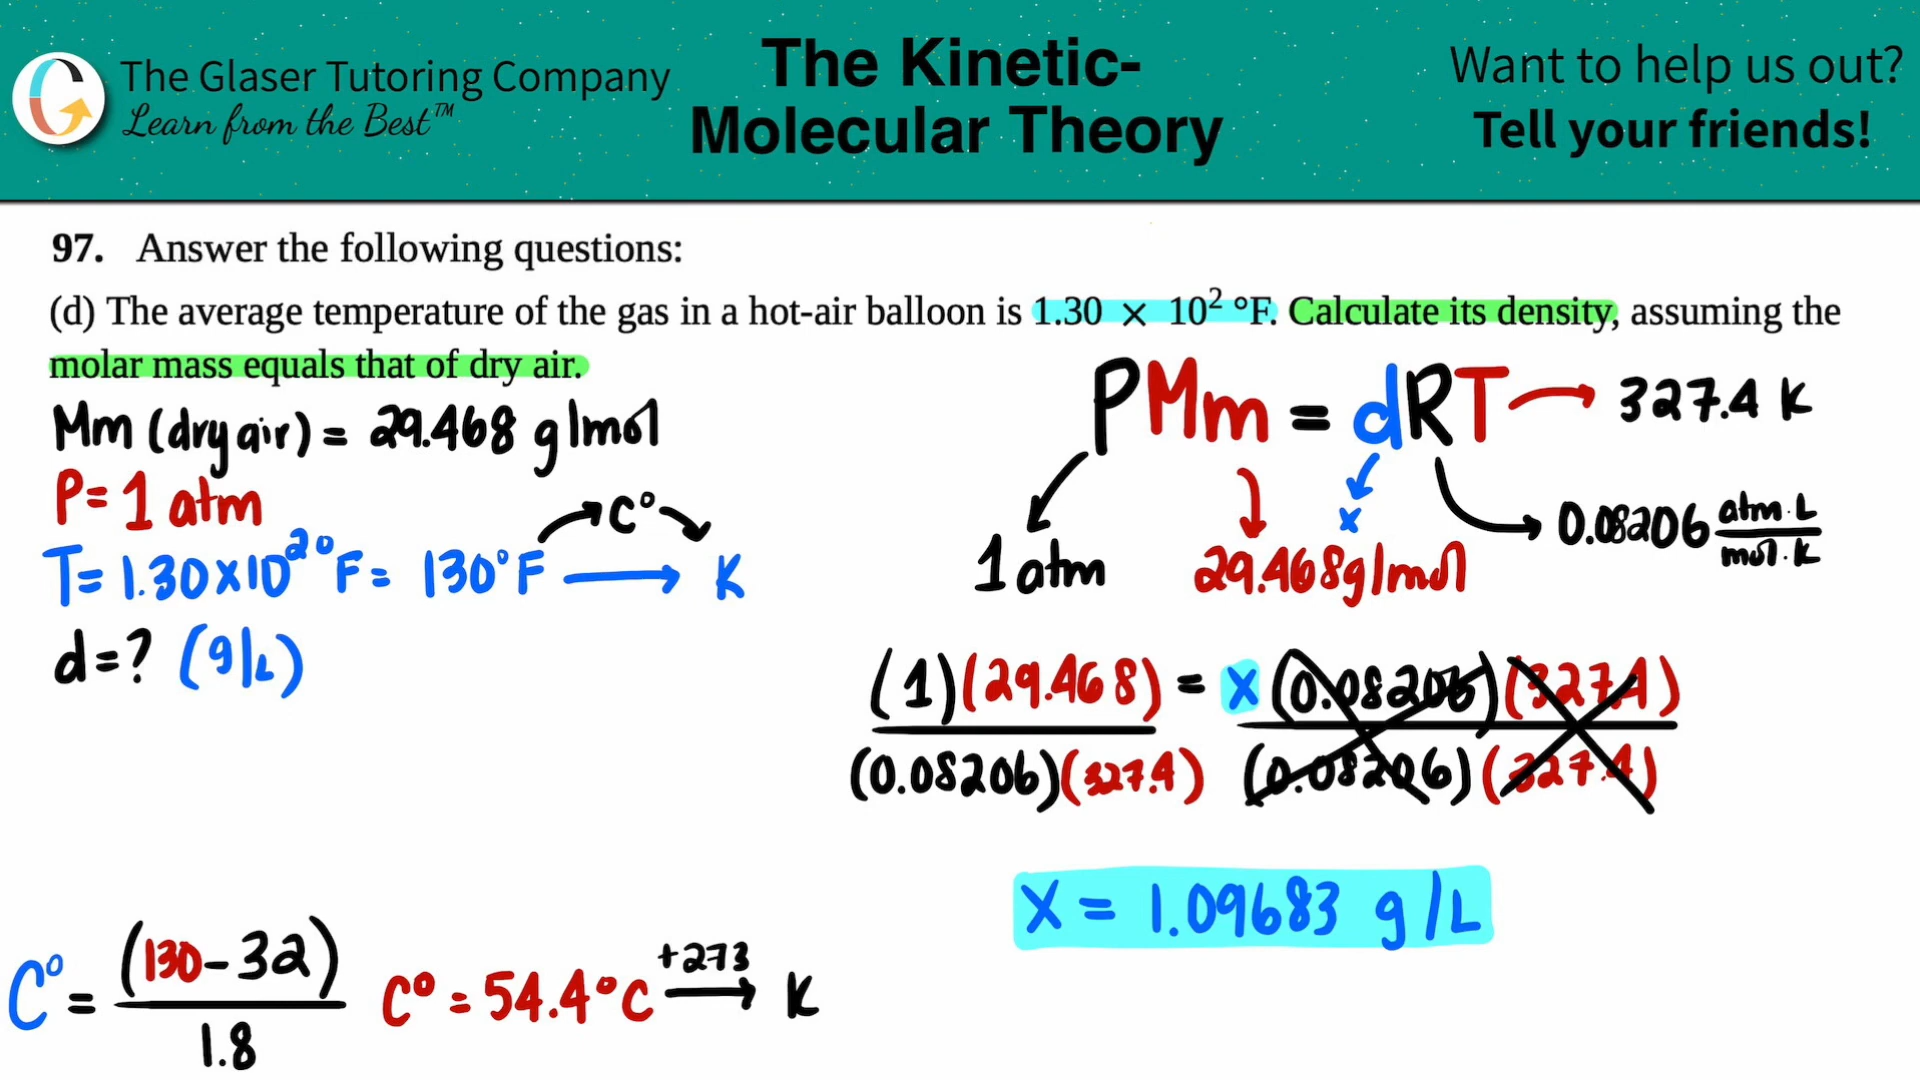 The Glaser Tutoring Company
Learn from the Best™
The Kinetic-
Molecular Theory
Want to help us out?
Tell your friends!
97. Answer the following questions:
(d) The average temperature of the gas in a hot-air balloon is 1.30 × 10² °F. Calculate its density, assuming the
molar mass equals that of dry air.
Mm (dry air) = 29.468 g/mol
P= 1 atm
T= 1.30x10²°F = 130°F → C° → K
d=? (g/L)
PMm = dRT → 327.4 K
1 atm
29.468g/mol
x
0.08206 atm·L
mol·K
(1)(29.468) = x (0.08206)(327.4)
(0.08206)(327.4) (0.08206)(327.4)
X = 1.09683 g/L
C° = (130-32)
1.8
C° = 54.4°C +273 → K